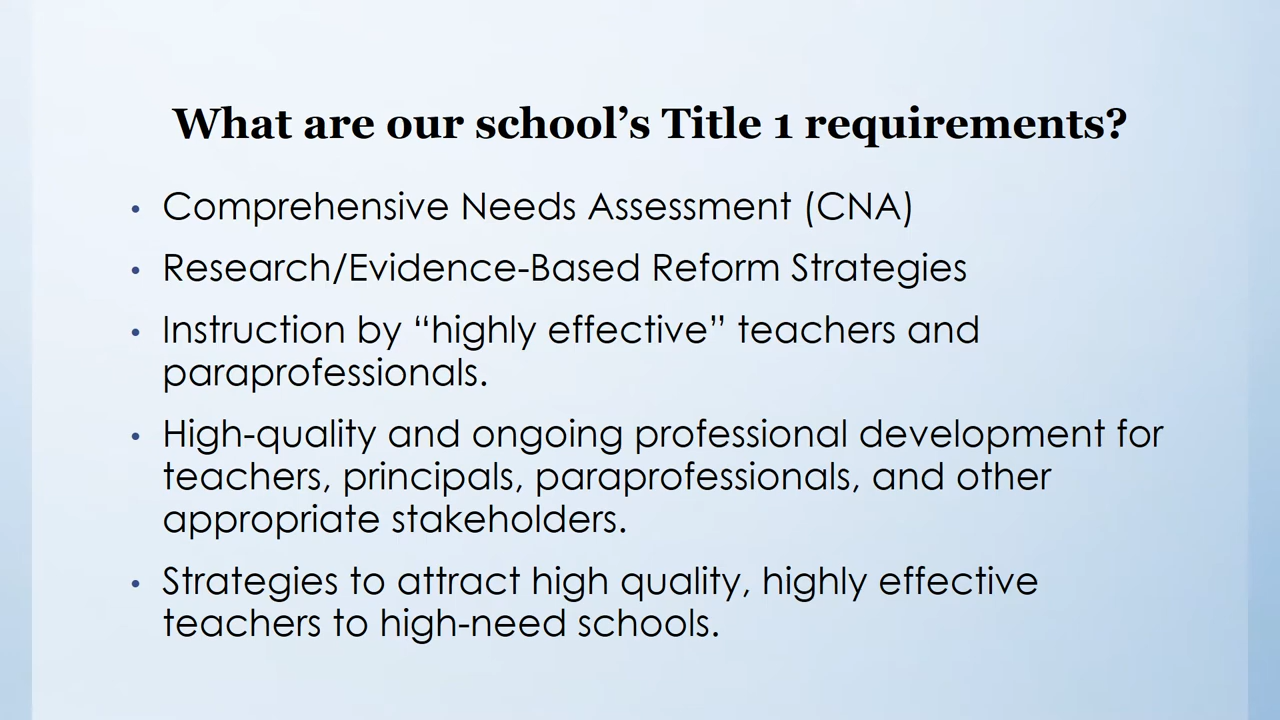 What are our school’s Title 1 requirements?
• Comprehensive Needs Assessment (CNA)
• Research/Evidence-Based Reform Strategies
• Instruction by “highly effective” teachers and
paraprofessionals.
• High-quality and ongoing professional development for
teachers, principals, paraprofessionals, and other
appropriate stakeholders.
• Strategies to attract high quality, highly effective
teachers to high-need schools.